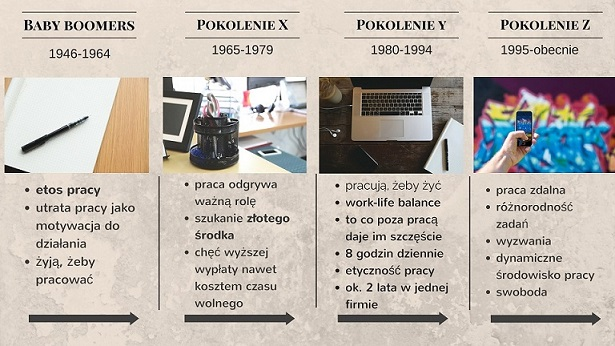 BABY BOOMERS
1946-1964
etos pracy
utrata pracy jako
motywacja do
działania
żyją, żeby
pracować
POKOLENIE X
1965-1979
praca odgrywa
ważną rolę
szukanie złotego
środka
chęć wyższej
wypłaty nawet
kosztem czasu
wolnego
POKOLENIE Y
1980-1994
pracują, żeby żyć
work-life balance
to co poza pracą
daje im szczęście
8 godzin dziennie
etyczność pracy
ok. 2 lata w jednej
firmie
POKOLENIE Z
1995-obecnie
praca zdalna
różnorodność
zadań
wyzwania
dynamiczne
środowisko pracy
swoboda